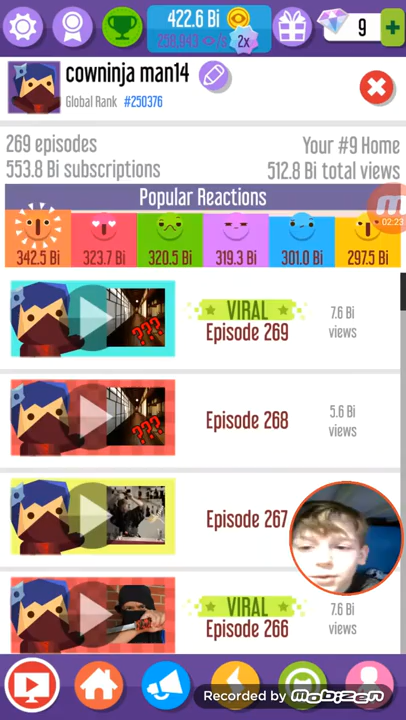 422.6 Bi
2x
9
cowninja man14
Global Rank #250376
269 episodes
Your #9 Home
553.8 Bi subscriptions
512.8 Bi total views
Popular Reactions
02:23
342.5 Bi
323.7 Bi
320.5 Bi
319.3 Bi
301.0 Bi
297.5 Bi
???
VIRAL
Episode 269
7.6 Bi
views
???
Episode 268
5.6 Bi
views
Episode 267
VIRAL
Episode 266
7.6 Bi
views
Recorded by Mobizen